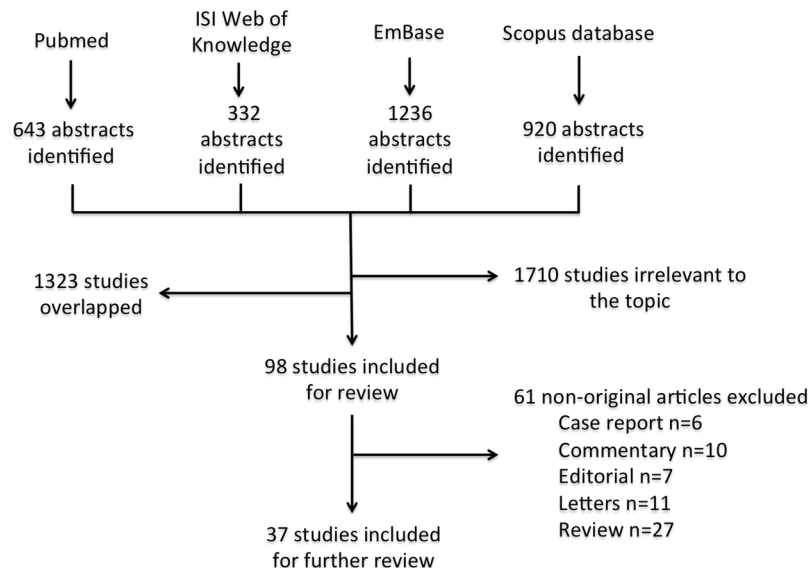 Pubmed
ISI Web of
Knowledge
EmBase
Scopus database
643 abstracts
identified
332
abstracts
identified
1236
abstracts
identified
920 abstracts
identified
1323 studies
overlapped
1710 studies irrelevant to
the topic
98 studies included
for review
61 non-original articles excluded
Case report n=6
Commentary n=10
Editorial n=7
Letters n=11
Review n=27
37 studies included
for further review